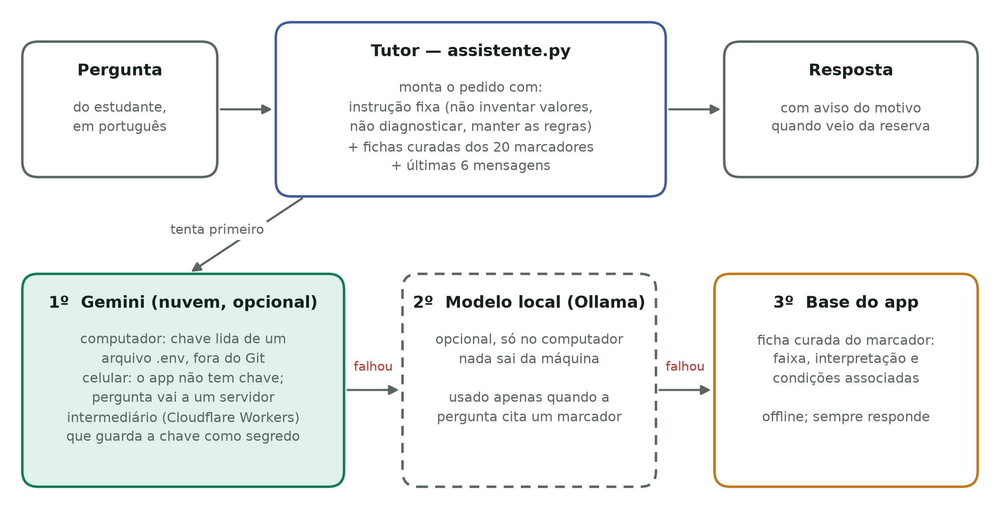 Pergunta
do estudante,
em português
Tutor — assistente.py
monta o pedido com:
instrução fixa (não inventar valores,
não diagnosticar, manter as regras)
+ fichas curadas dos 20 marcadores
+ últimas 6 mensagens
Resposta
com aviso do motivo
quando veio da reserva
tenta primeiro
1º  Gemini (nuvem, opcional)
computador: chave lida de um
arquivo .env, fora do Git
celular: o app não tem chave;
pergunta vai a um servidor
intermediário (Cloudflare Workers)
que guarda a chave como segredo
falhou
2º  Modelo local (Ollama)
opcional, só no computador
nada sai da máquina
usado apenas quando a
pergunta cita um marcador
falhou
3º  Base do app
ficha curada do marcador:
faixa, interpretação e
condições associadas
offline; sempre responde